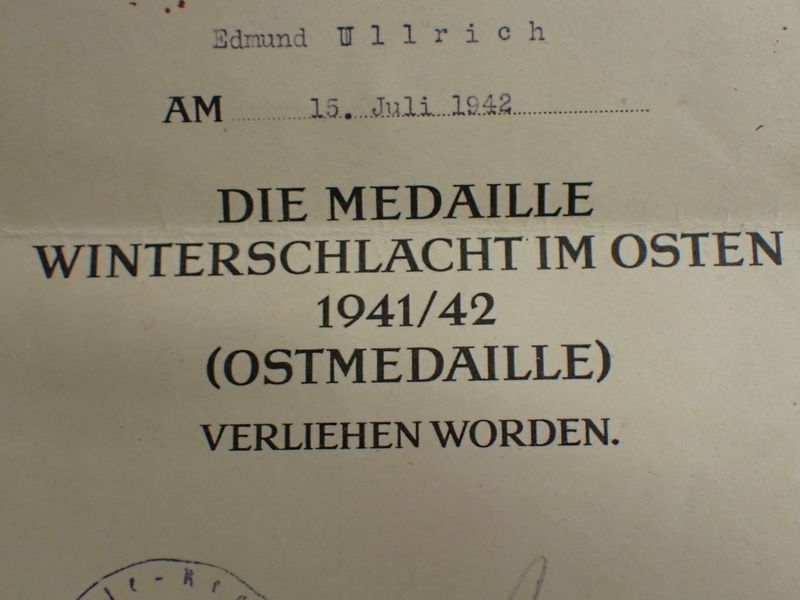 Edmund Ullrich
AM 15. Juli 1942
DIE MEDAILLE
WINTERSCHLACHT IM OSTEN
1941/42
(OSTMEDAILLE)
VERLIEHEN WORDEN.